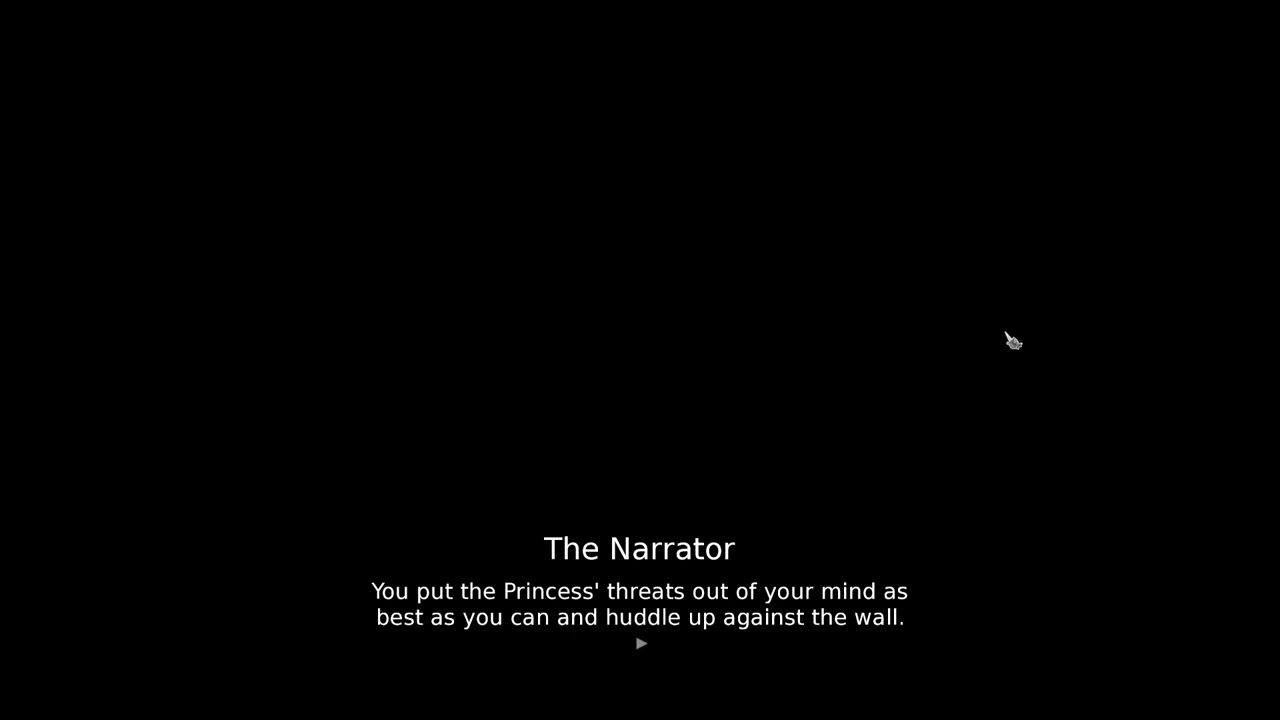 The Narrator
You put the Princess' threats out of your mind as
best as you can and huddle up against the wall.